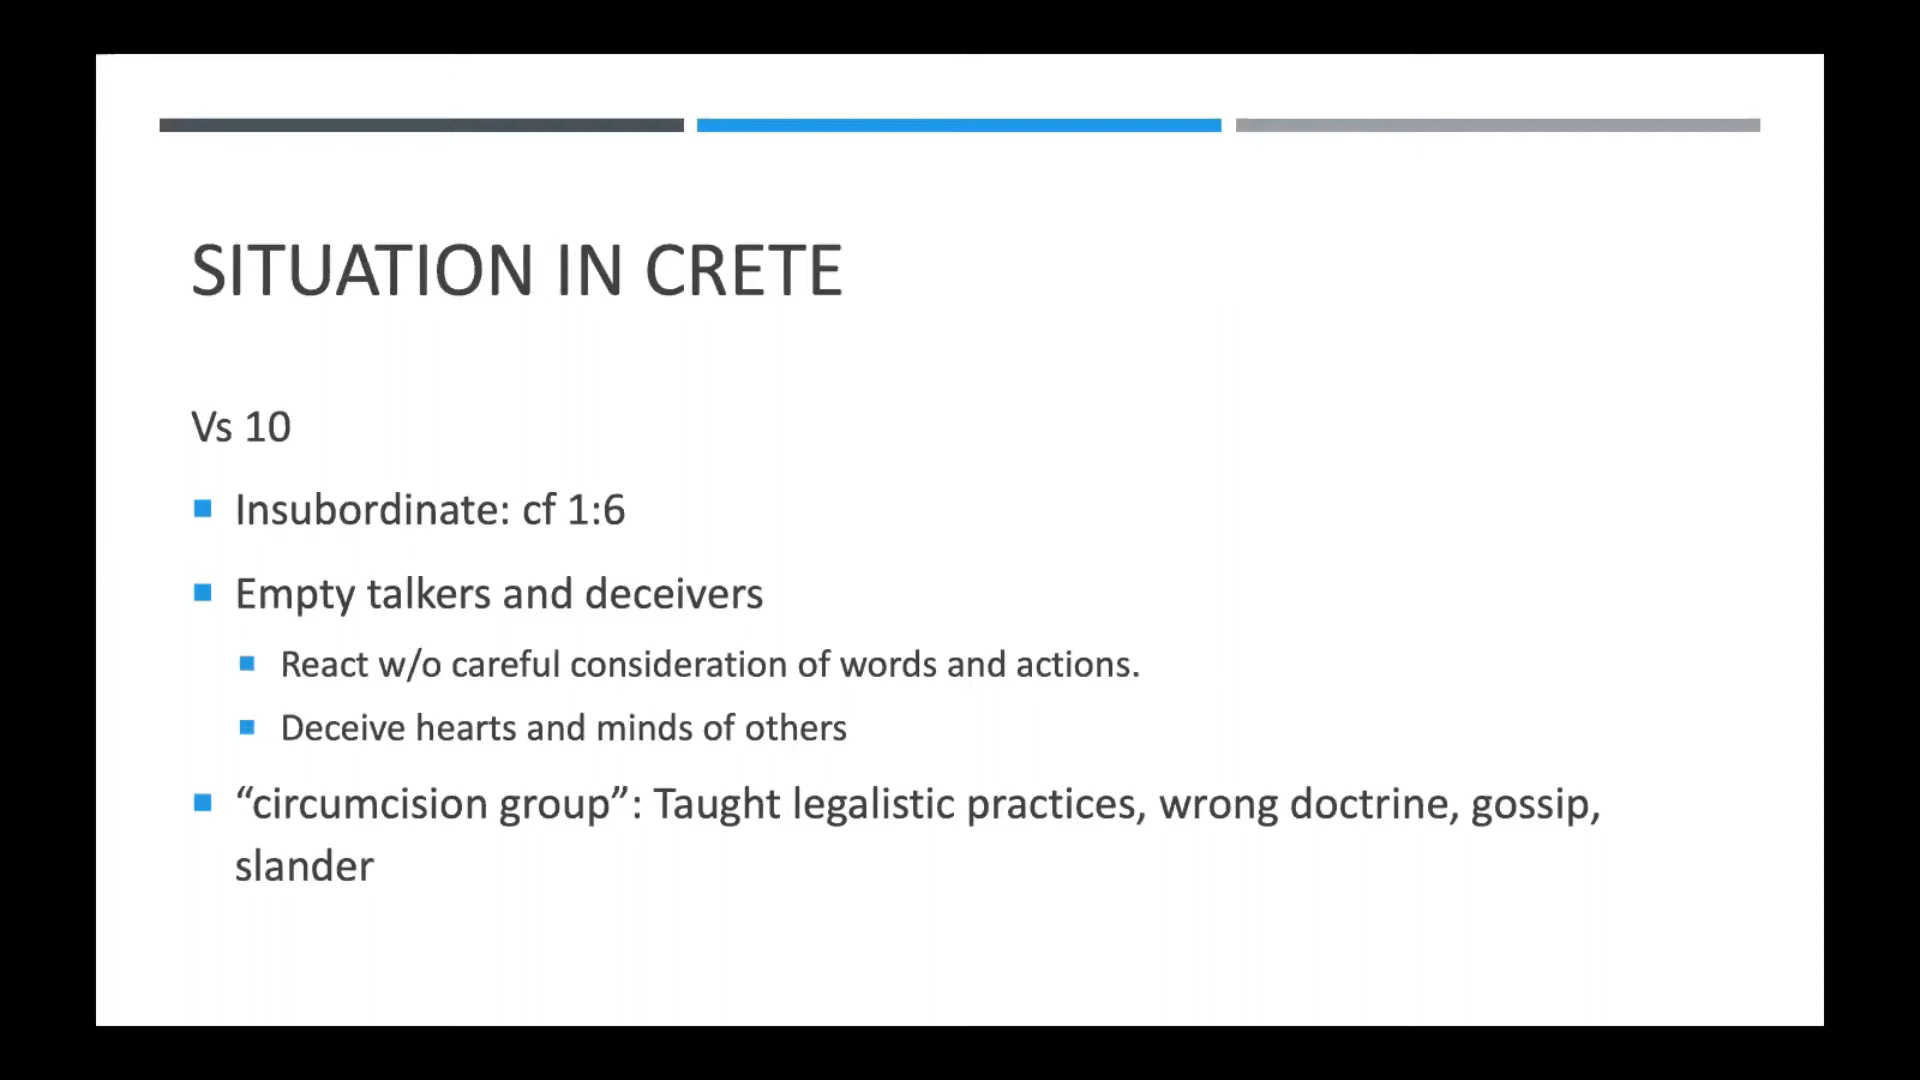 SITUATION IN CRETE
Vs 10
Insubordinate: cf 1:6
Empty talkers and deceivers
React w/o careful consideration of words and actions.
Deceive hearts and minds of others
“circumcision group”: Taught legalistic practices, wrong doctrine, gossip,
slander